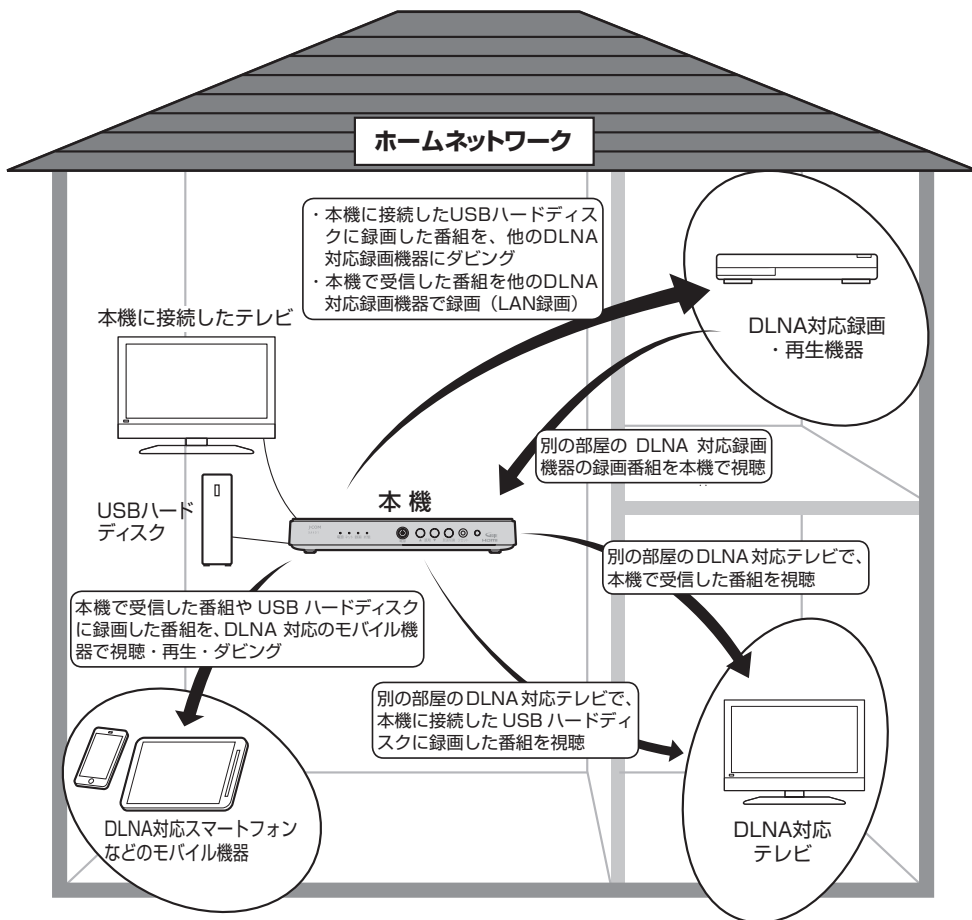 ホームネットワーク
・本機に接続したUSBハードディス
クに録画した番組を、他のDLNA
対応録画機器にダビング
・本機で受信した番組を他のDLNA
対応録画機器で録画（LAN録画）
本機に接続したテレビ
DLNA対応録画
・再生機器
別の部屋の DLNA 対応録画
機器の録画番組を本機で視聴
USBハード
ディスク
本 機
別の部屋のDLNA対応テレビで、
本機で受信した番組を視聴
本機で受信した番組や USB ハードディスク
に録画した番組を、DLNA 対応のモバイル機
器で視聴・再生・ダビング
別の部屋のDLNA対応テレビで、
本機に接続した USB ハードディ
スクに録画した番組を視聴
DLNA対応スマートフォン
などのモバイル機器
DLNA対応
テレビ